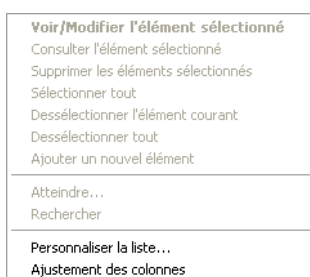 Voir/Modifier l'élément sélectionné
Consulter l'élément sélectionné
Supprimer les éléments sélectionnés
Sélectionner tout
Dessélectionner l'élément courant
Dessélectionner tout
Ajouter un nouvel élément
Atteindre...
Rechercher
Personnaliser la liste...
Ajustement des colonnes